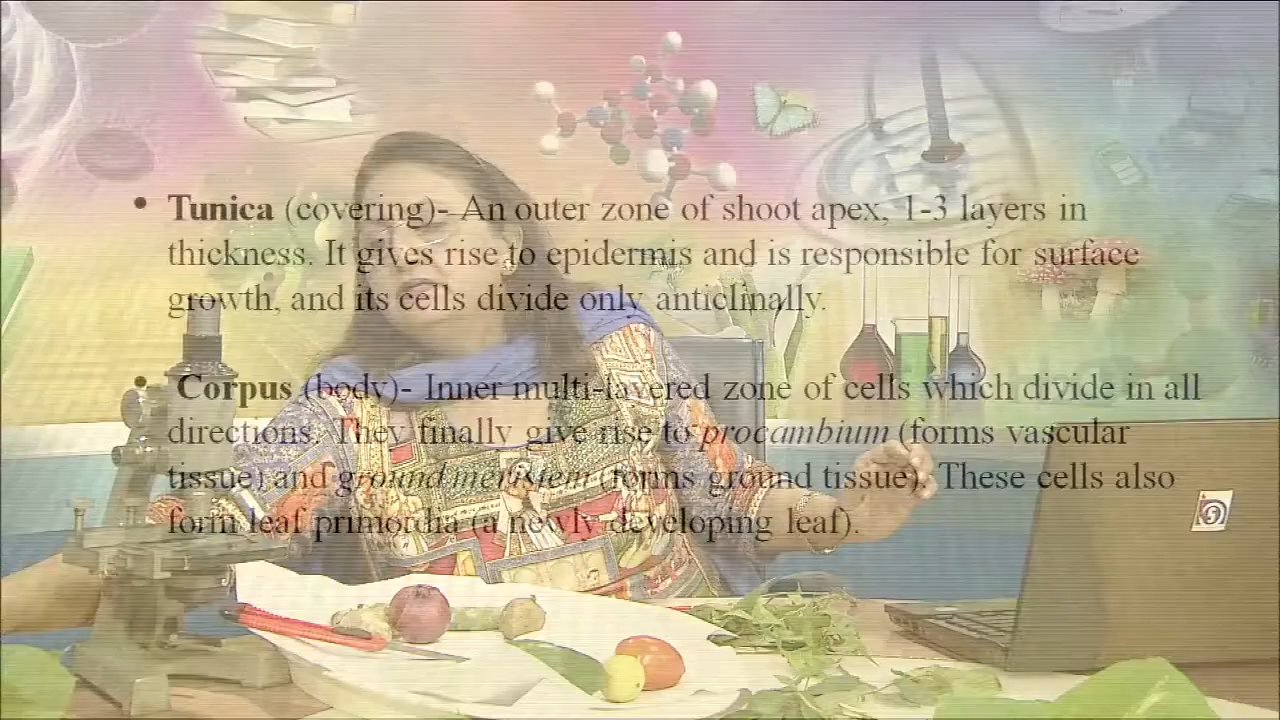 • Tunica (covering)- An outer zone of shoot apex, 1-3 layers in
thickness. It gives rise to epidermis and is responsible for surface
growth, and its cells divide only anticlinally.
• Corpus (body)- Inner multi-layered zone of cells which divide in all
directions. They finally give rise to procambium (forms vascular
tissue) and ground meristem (forms ground tissue). These cells also
form leaf primordia (a newly developing leaf).